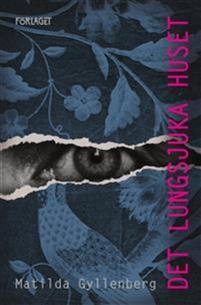 FÖRLAGET
DET LUNGSJUKA HUSET
Matilda Gyllenberg